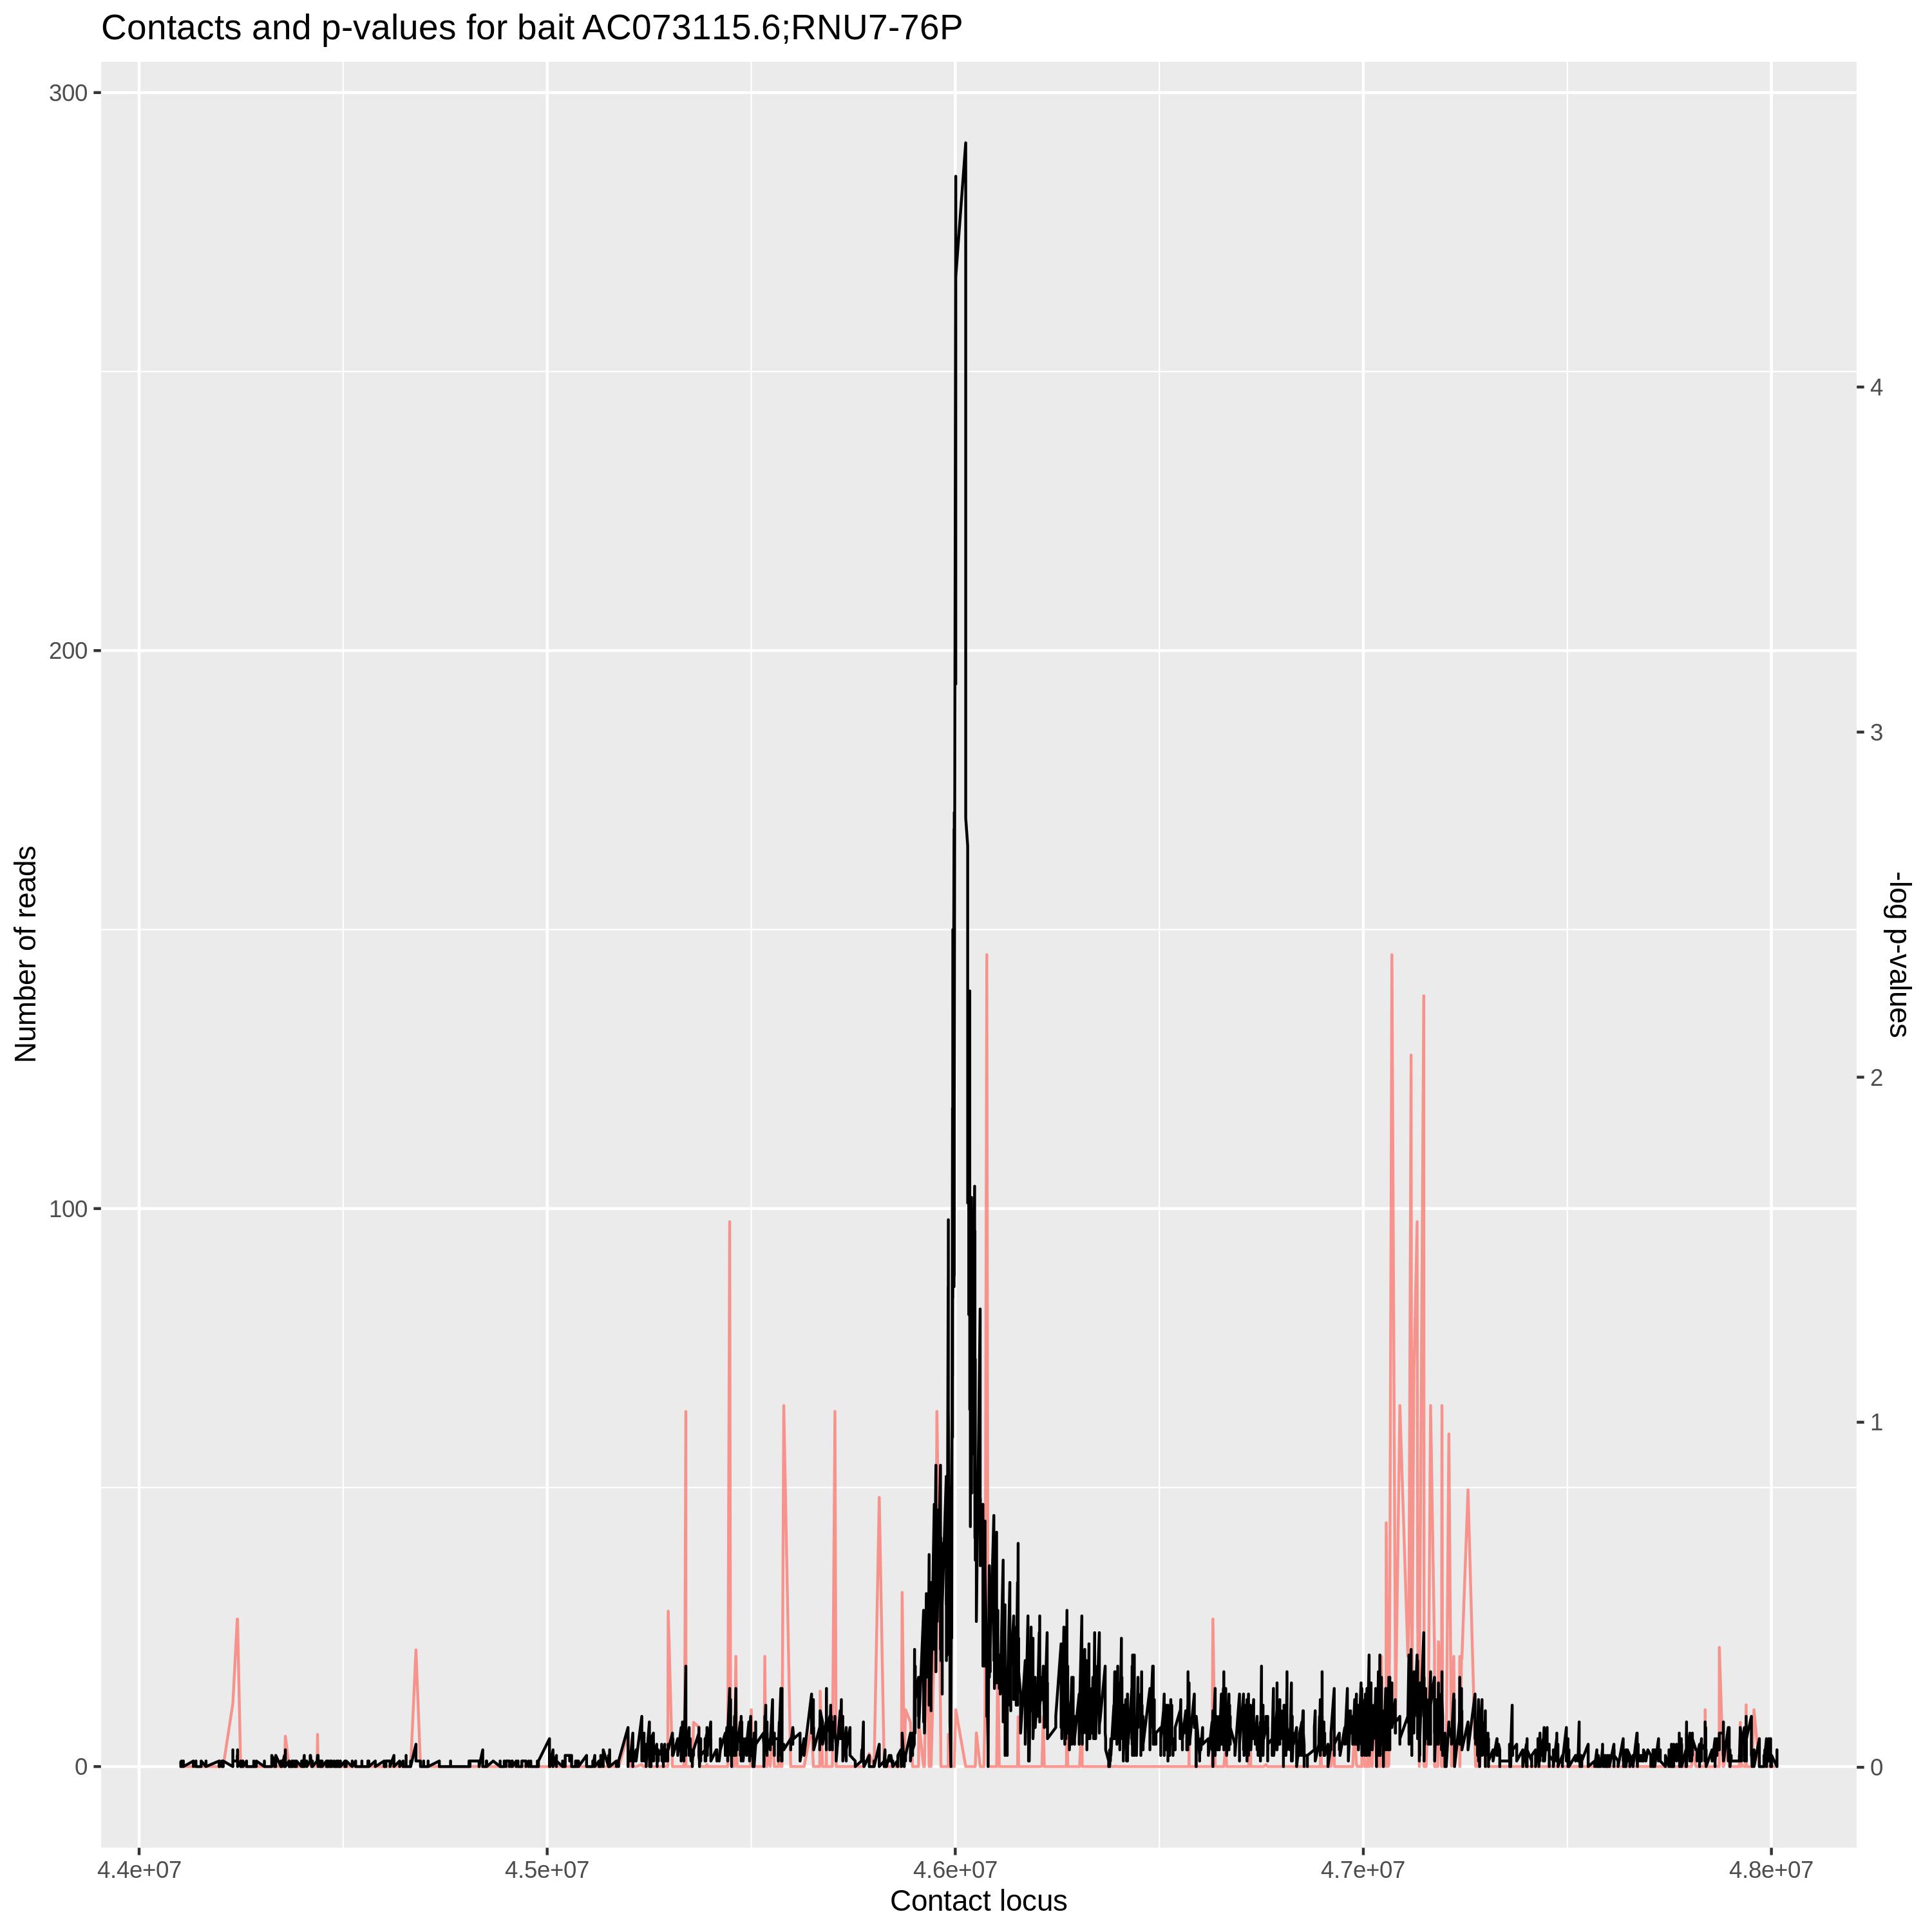 Contacts and p-values for bait AC073115.6;RNU7-76P
300
200
100
0
Number of reads
4
3
2
1
0
-log p-values
4.4e+07
4.5e+07
4.6e+07
4.7e+07
4.8e+07
Contact locus